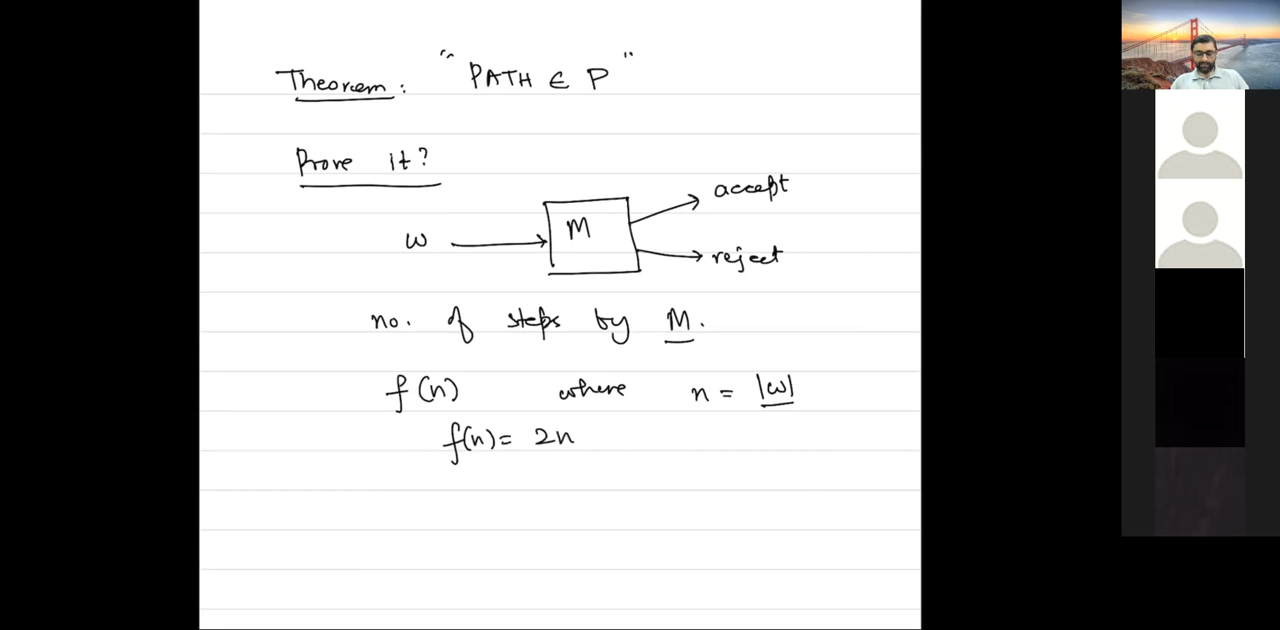 Theorem: "PATH ∈ P"
Prove it?
accept
ω M
reject
no. of steps by M.
f(n) where n = |ω|
f(n) = 2n